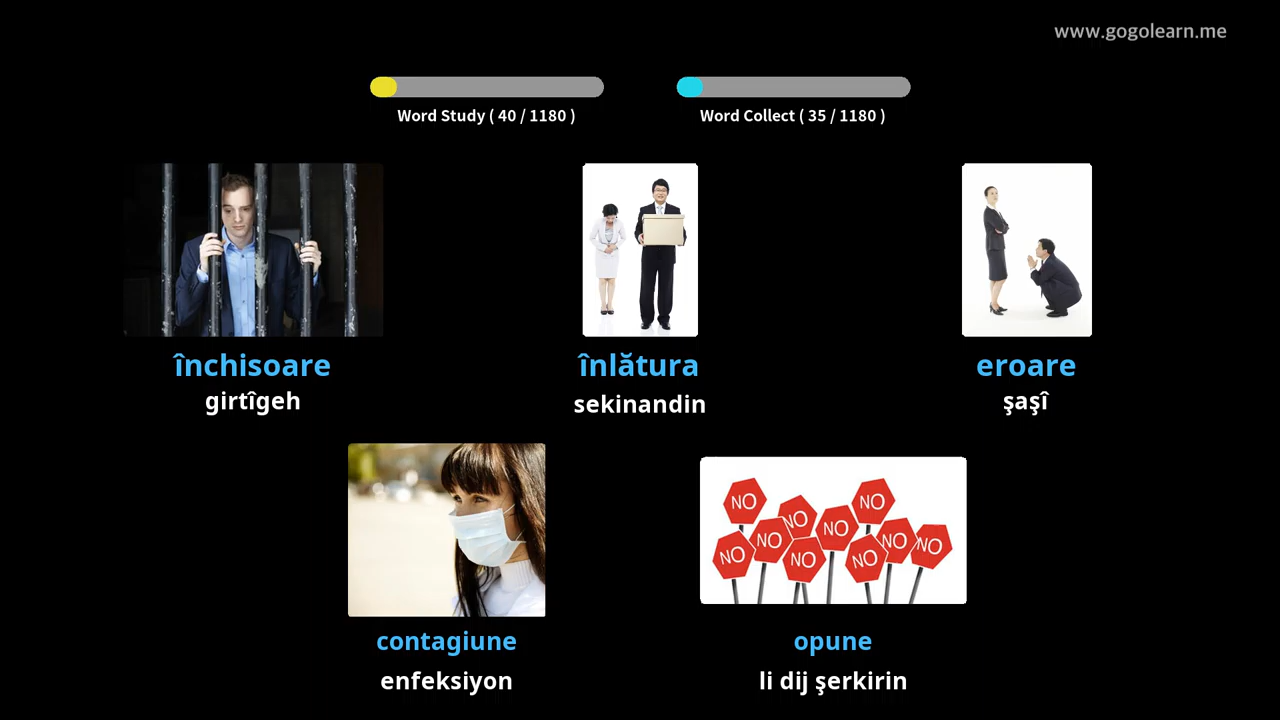 www.gogolearn.me
Word Study ( 40 / 1180 )
Word Collect ( 35 / 1180 )
închisoare
girtîgeh
înlătura
sekinandin
eroare
şaşî
NO
NO
NO
NO
NO
NO
NO
NO
NO
NO
contagiune
enfeksiyon
opune
li dij şerkirin